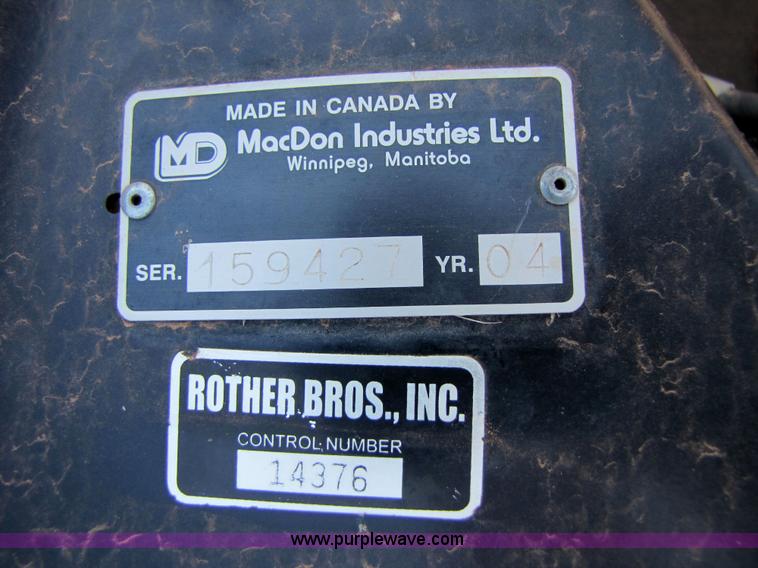 MADE IN CANADA BY
MD MacDon Industries Ltd.
Winnipeg, Manitoba
SER. 159427 YR. 04
ROTHER BROS., INC.
CONTROL NUMBER
14376
www.purplewave.com